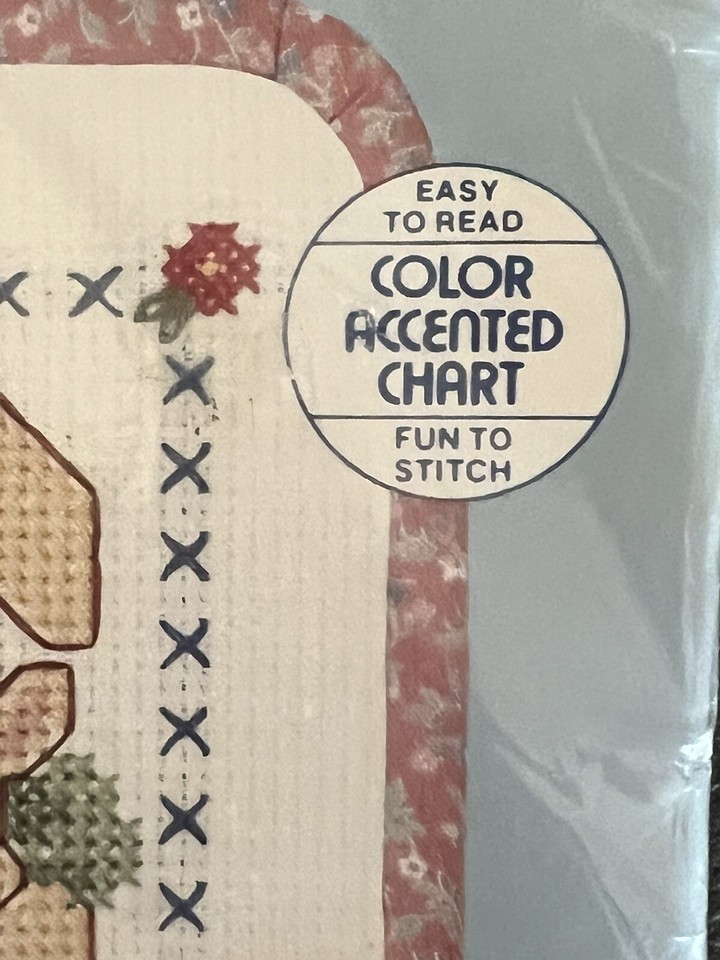 EASY
TO READ
COLOR
ACCENTED
CHART
FUN TO
STITCH